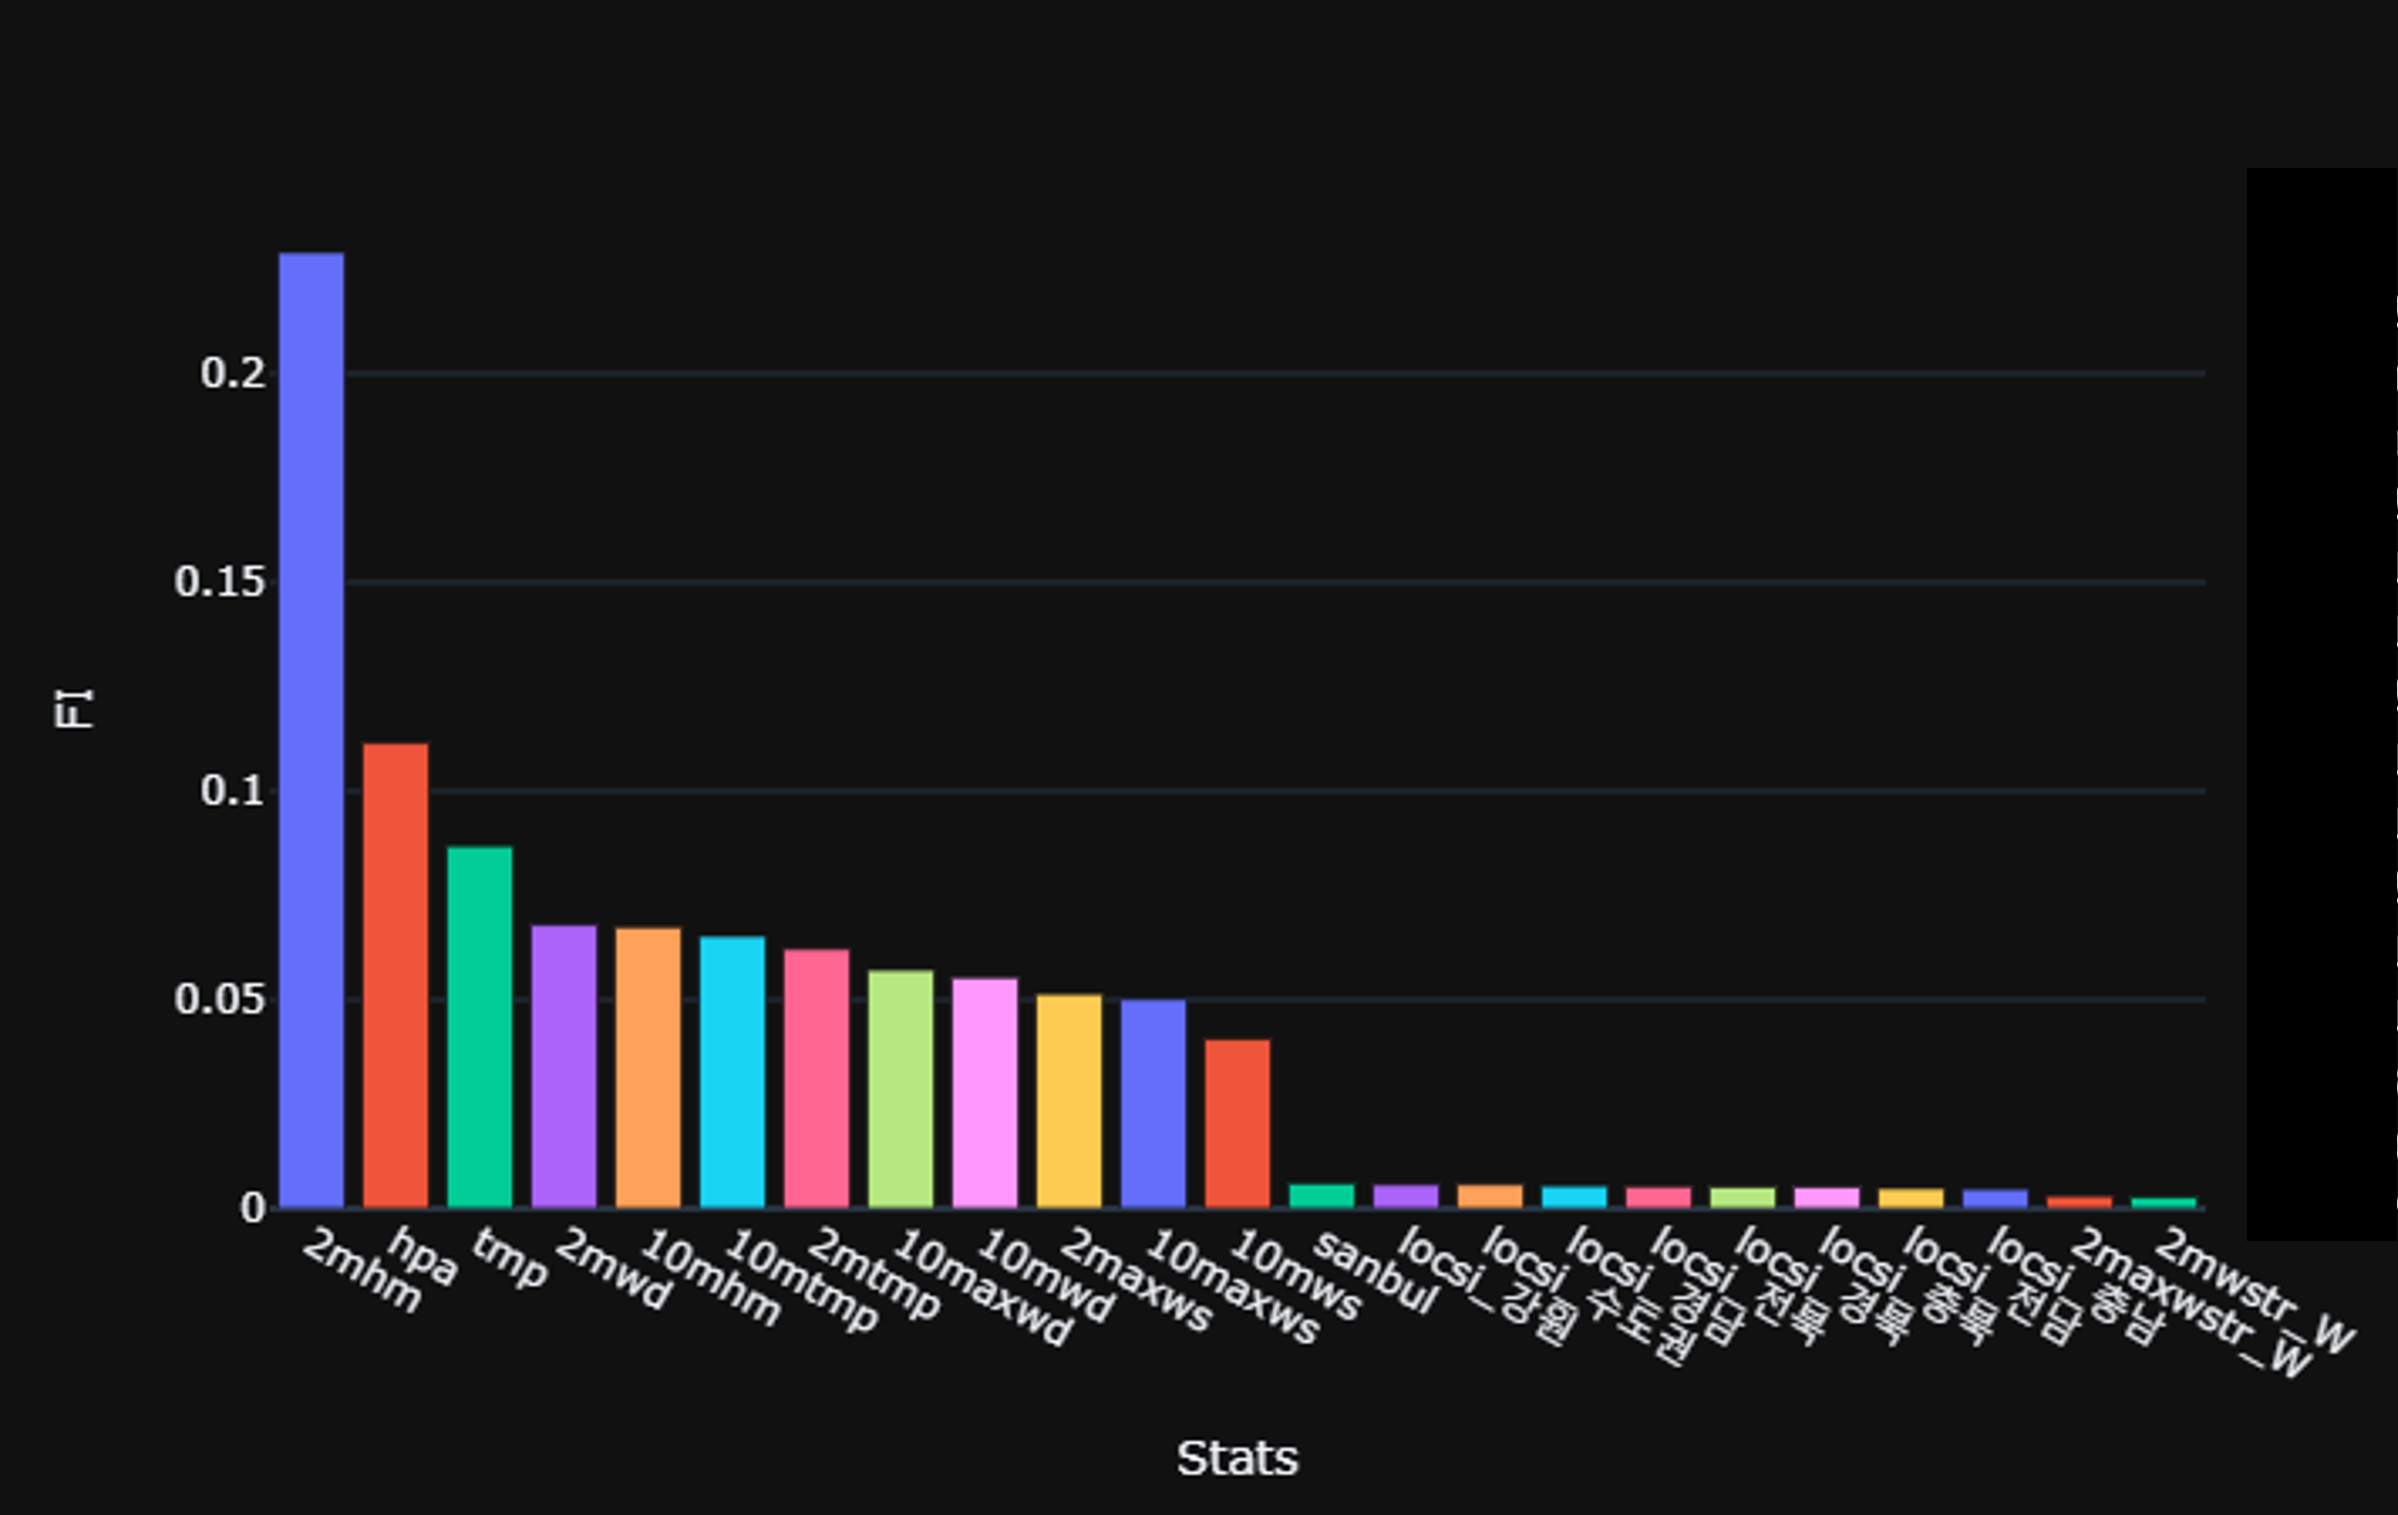 0.2
0.15
0.1
0.05
0
FI
2mhm
hpa
tmp
2mwd
10mhm
10mtmp
2mtmp
10maxwd
10mwd
2maxws
10maxws
10mws
sanbul
locsi_강원
locsi_수도권
locsi_경남
locsi_전북
locsi_경북
locsi_충북
locsi_전남
locsi_충남
2maxwstr_W
2mwstr_W
Stats